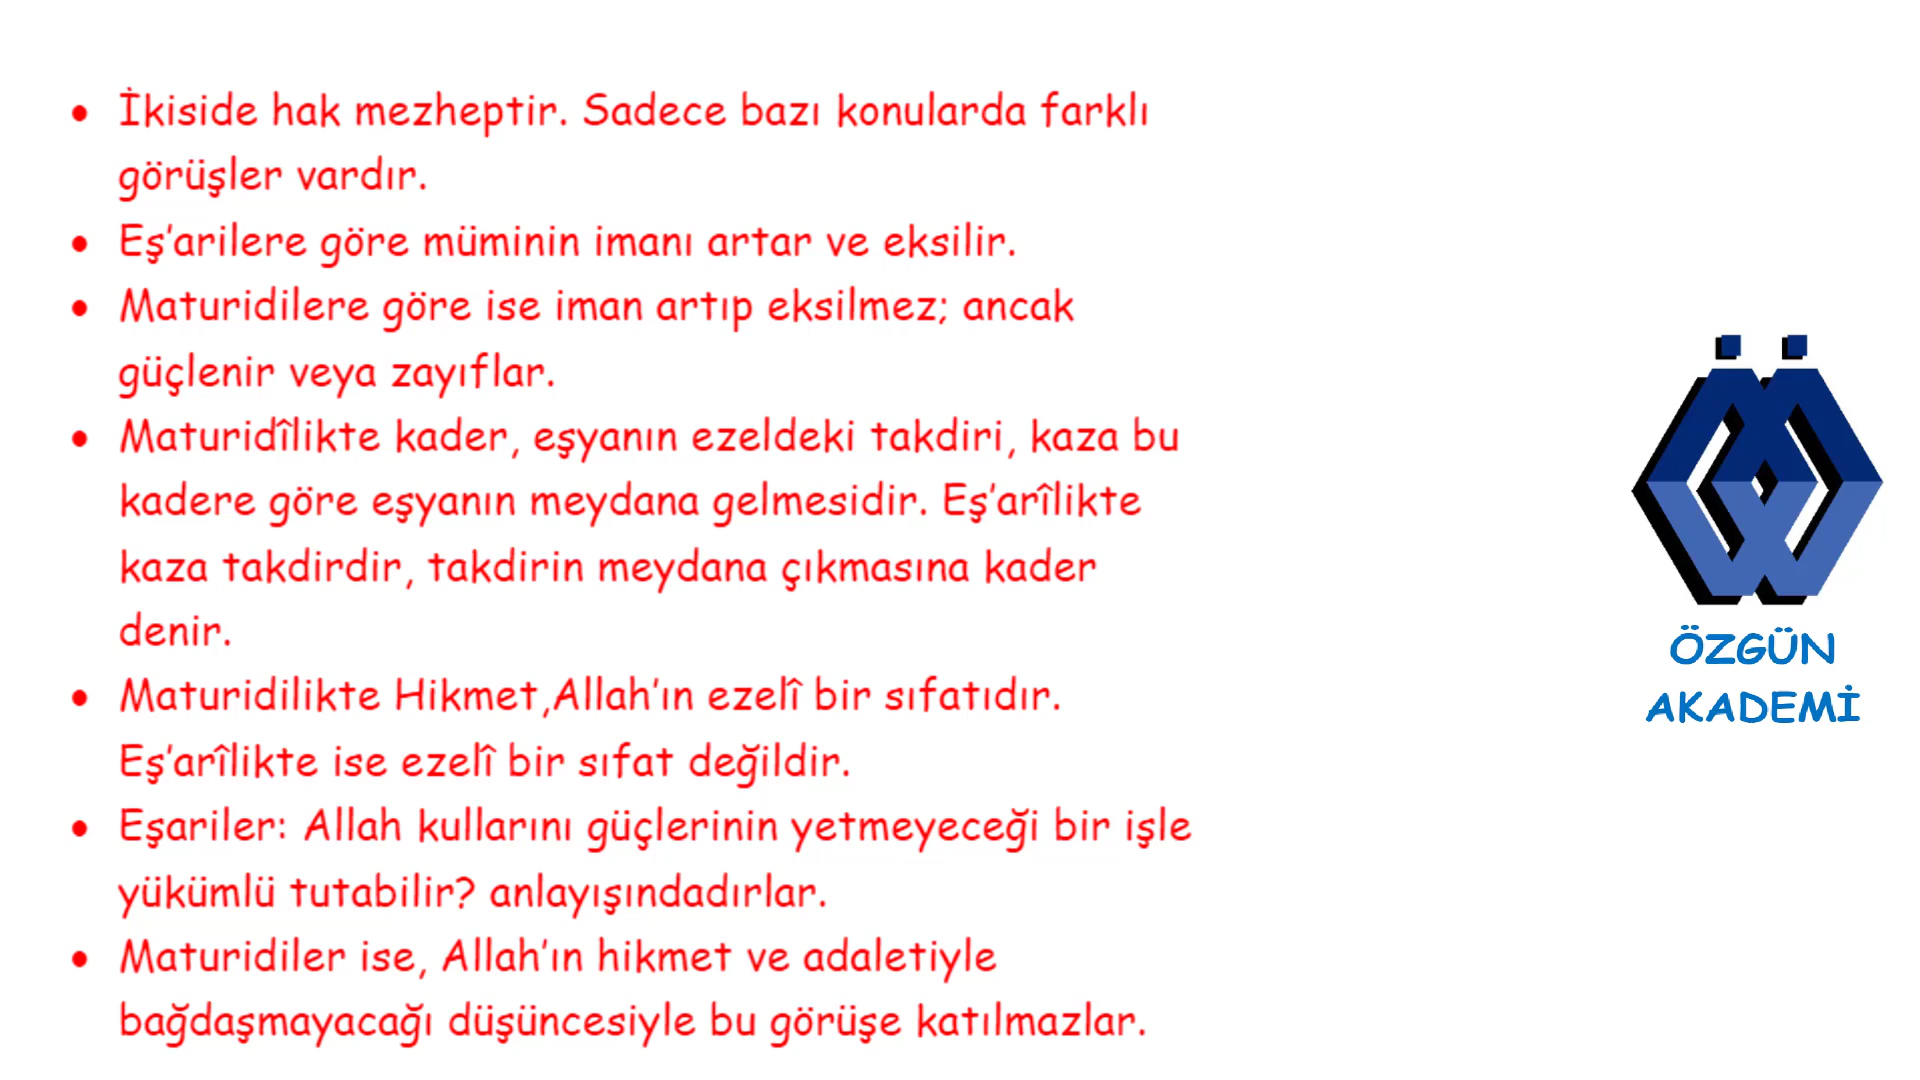 • İkiside hak mezheptir. Sadece bazı konularda farklı
görüşler vardır.
• Eş’arilere göre müminin imanı artar ve eksilir.
• Maturidilere göre ise iman artıp eksilmez; ancak
güçlenir veya zayıflar.
• Maturidîlikte kader, eşyanın ezeldeki takdiri, kaza bu
kadere göre eşyanın meydana gelmesidir. Eş’arîlikte
kaza takdirdir, takdirin meydana çıkmasına kader
denir.
• Maturidilikte Hikmet,Allah’ın ezelî bir sıfatıdır.
Eş’arîlikte ise ezelî bir sıfat değildir.
• Eşariler: Allah kullarını güçlerinin yetmeyeceği bir işle
yükümlü tutabilir? anlayışındadırlar.
• Maturidiler ise, Allah’ın hikmet ve adaletiyle
bağdaşmayacağı düşüncesiyle bu görüşe katılmazlar.
ÖZGÜN
AKADEMİ